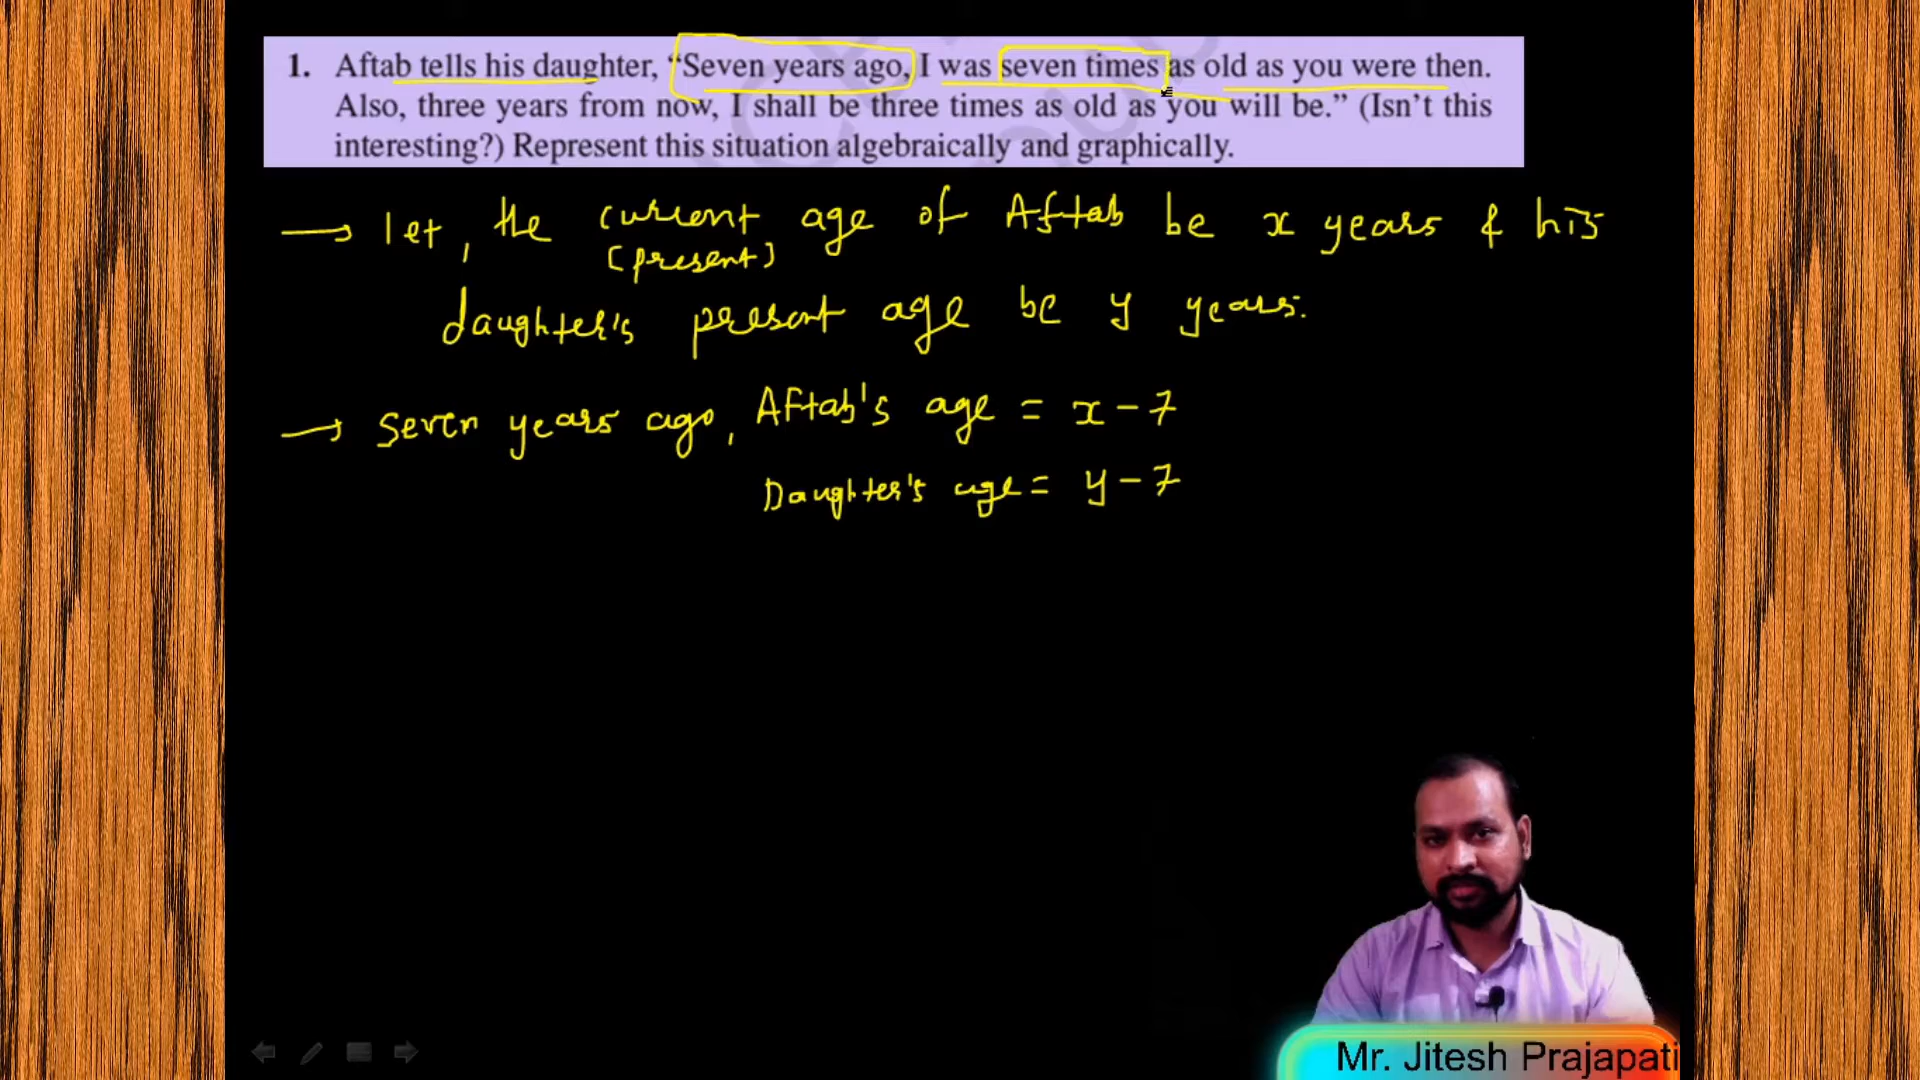 1. Aftab tells his daughter, “Seven years ago, I was seven times as old as you were then.
Also, three years from now, I shall be three times as old as you will be.” (Isn’t this
interesting?) Represent this situation algebraically and graphically.
→ let, the current age of Aftab be x years & his
[present]
daughter's present age be y years.
→ seven years ago, Aftab's age = x - 7
Daughter's age = y - 7
Mr. Jitesh Prajapati